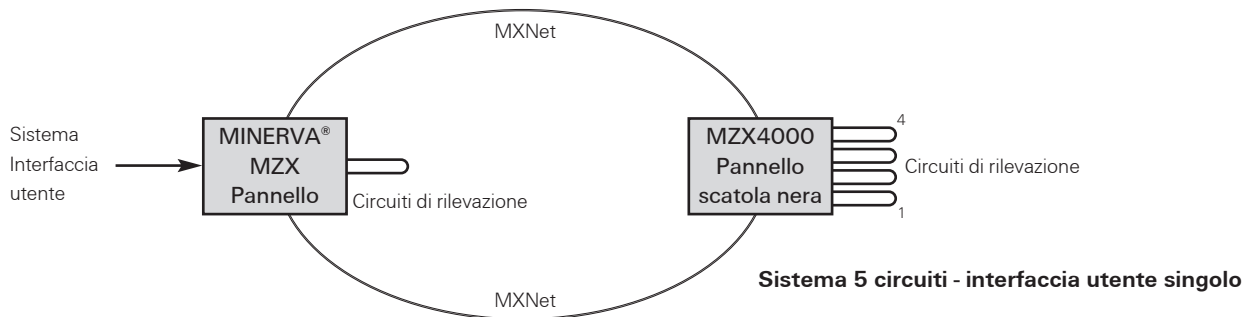 MXNet
Sistema
Interfaccia
utente
MINERVA®
MZX
Pannello
Circuiti di rilevazione
MZX4000
Pannello
scatola nera
4
Circuiti di rilevazione
1
Sistema 5 circuiti - interfaccia utente singolo
MXNet